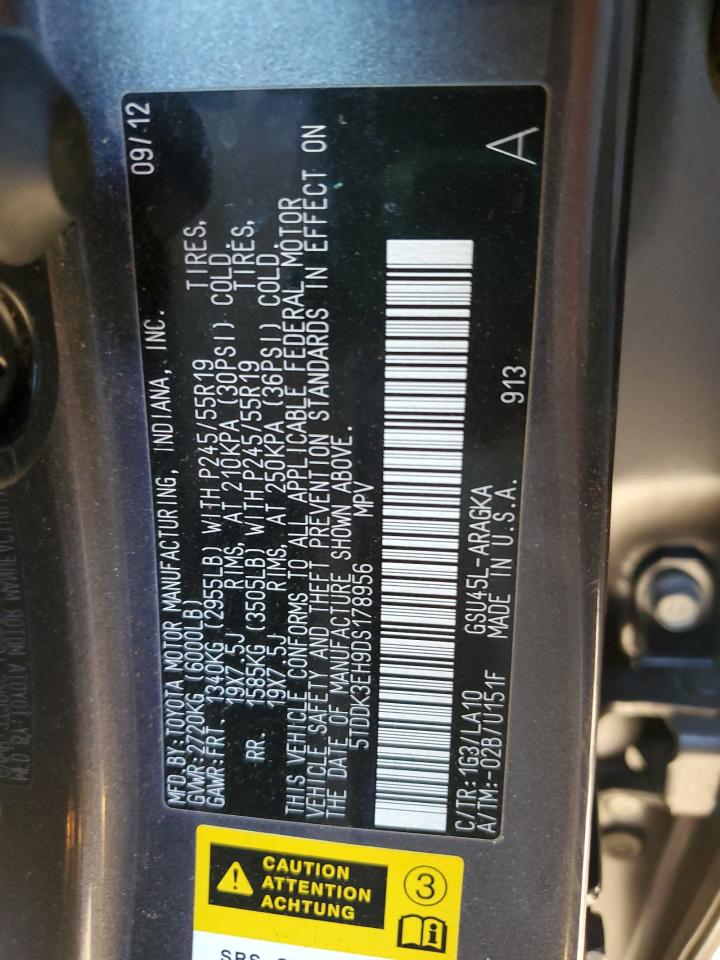 09/12
MFD. BY: TOYOTA MOTOR MANUFACTURING, INDIANA, INC.
GVWR: 2720KG (6000LB)
GAWR: FRT. 1340KG (2955LB) WITH P245/55R19 TIRES,
19X7.5J RIMS, AT 210KPA (30PSI) COLD.
RR. 1585KG (3505LB) WITH P245/55R19 TIRES,
19X7.5J RIMS, AT 250KPA (36PSI) COLD.
THIS VEHICLE CONFORMS TO ALL APPLICABLE FEDERAL MOTOR
VEHICLE SAFETY AND THEFT PREVENTION STANDARDS IN EFFECT ON
THE DATE OF MANUFACTURE SHOWN ABOVE.
5TDDK3EH9DS178956 MPV
C/TR: 1G3/LA10 GSU45L-ARAGKA
A/TM: -02B/U151F MADE IN U.S.A. 913
A
CAUTION
ATTENTION
ACHTUNG
3
i
SRS